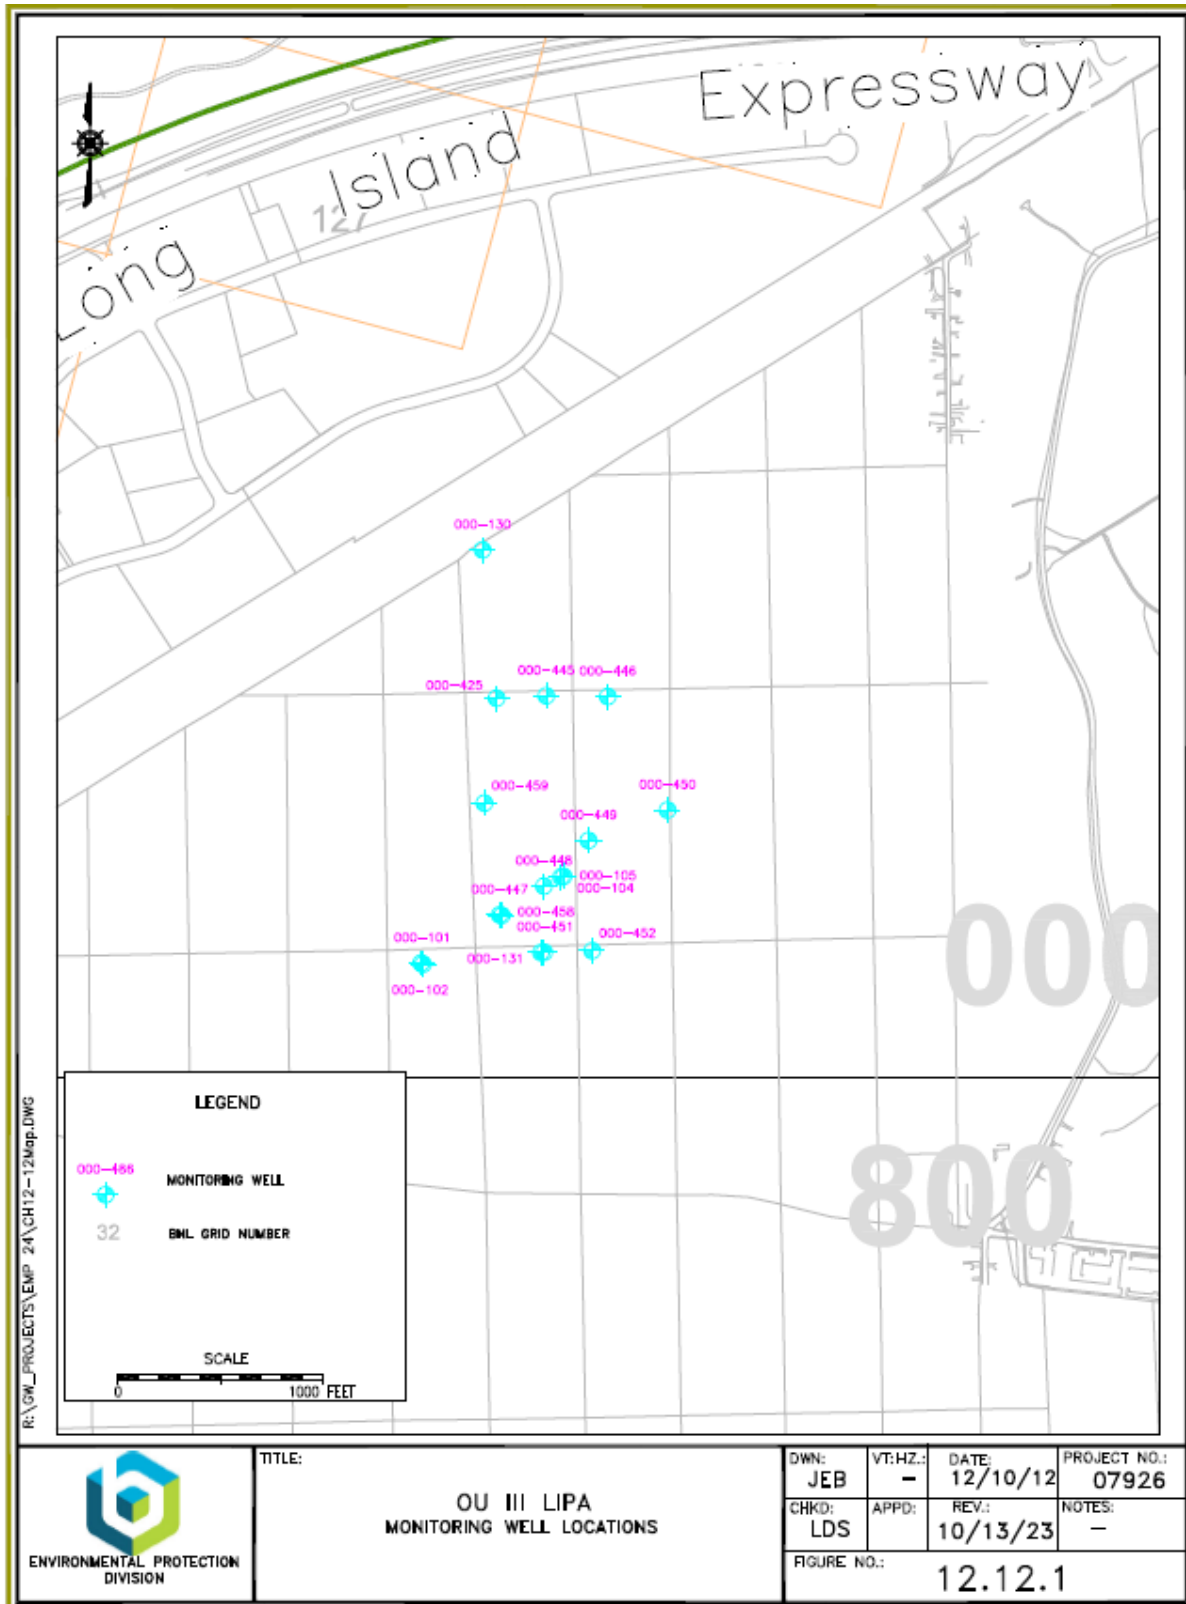 Expressway
Island
127
Long
000-130
000-445 000-446
000-425
000-459
000-450
000-449
000-448
000-105
000-447
000-104
000-458
000-451
000-101
000-452
000-131
000-102
000
800
LEGEND
000-486
MONITORING WELL
32
BNL GRID NUMBER
SCALE
0 1000 FEET
R:\GW_PROJECTS\EMP 24\CH12-12Map.DWG
ENVIRONMENTAL PROTECTION
DIVISION
TITLE:
OU III LIPA
MONITORING WELL LOCATIONS
DWN:
JEB
VT:HZ.:
–
DATE:
12/10/12
PROJECT NO.:
07926
CHKD:
LDS
APPD:
REV.:
10/13/23
NOTES:
–
FIGURE NO.:
12.12.1